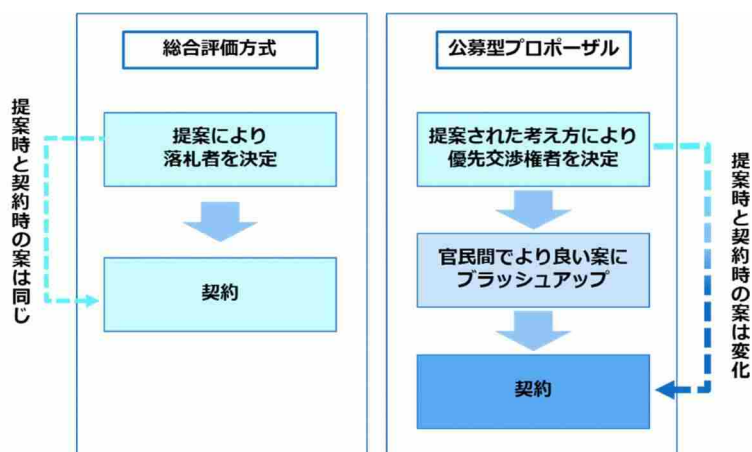 総合評価方式
提案により
落札者を決定
契約
提案時と契約時の案は同じ
公募型プロポーザル
提案された考え方により
優先交渉権者を決定
官民間でより良い案に
ブラッシュアップ
契約
提案時と契約時の案は変化